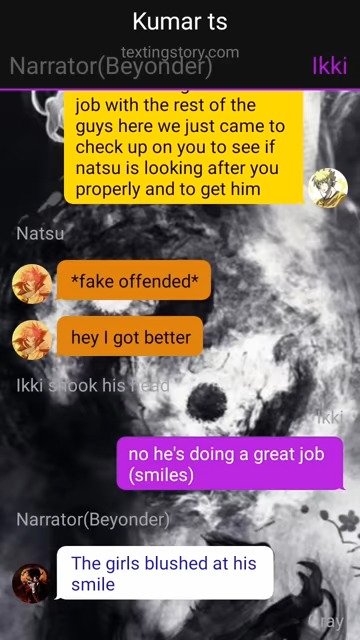 Kumar ts
textingstory.com
Narrator(Beyonder)
Ikki
job with the rest of the
guys here we just came to
check up on you to see if
natsu is looking after you
properly and to get him
Natsu
*fake offended*
hey I got better
Ikki shook his head
Ikki
no he's doing a great job
(smiles)
Narrator(Beyonder)
The girls blushed at his
smile
Gray